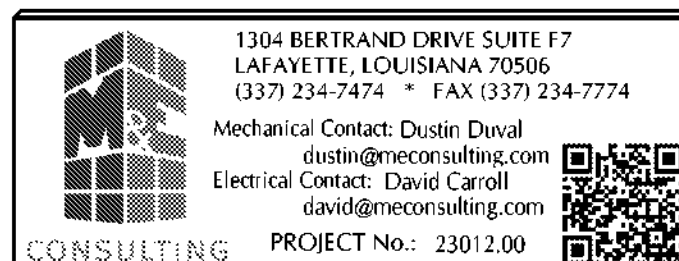 1304 BERTRAND DRIVE SUITE F7
LAFAYETTE, LOUISIANA 70506
(337) 234-7474 * FAX (337) 234-7774
M&E
CONSULTING
Mechanical Contact: Dustin Duval
dustin@meconsulting.com
Electrical Contact: David Carroll
david@meconsulting.com
PROJECT No.: 23012.00